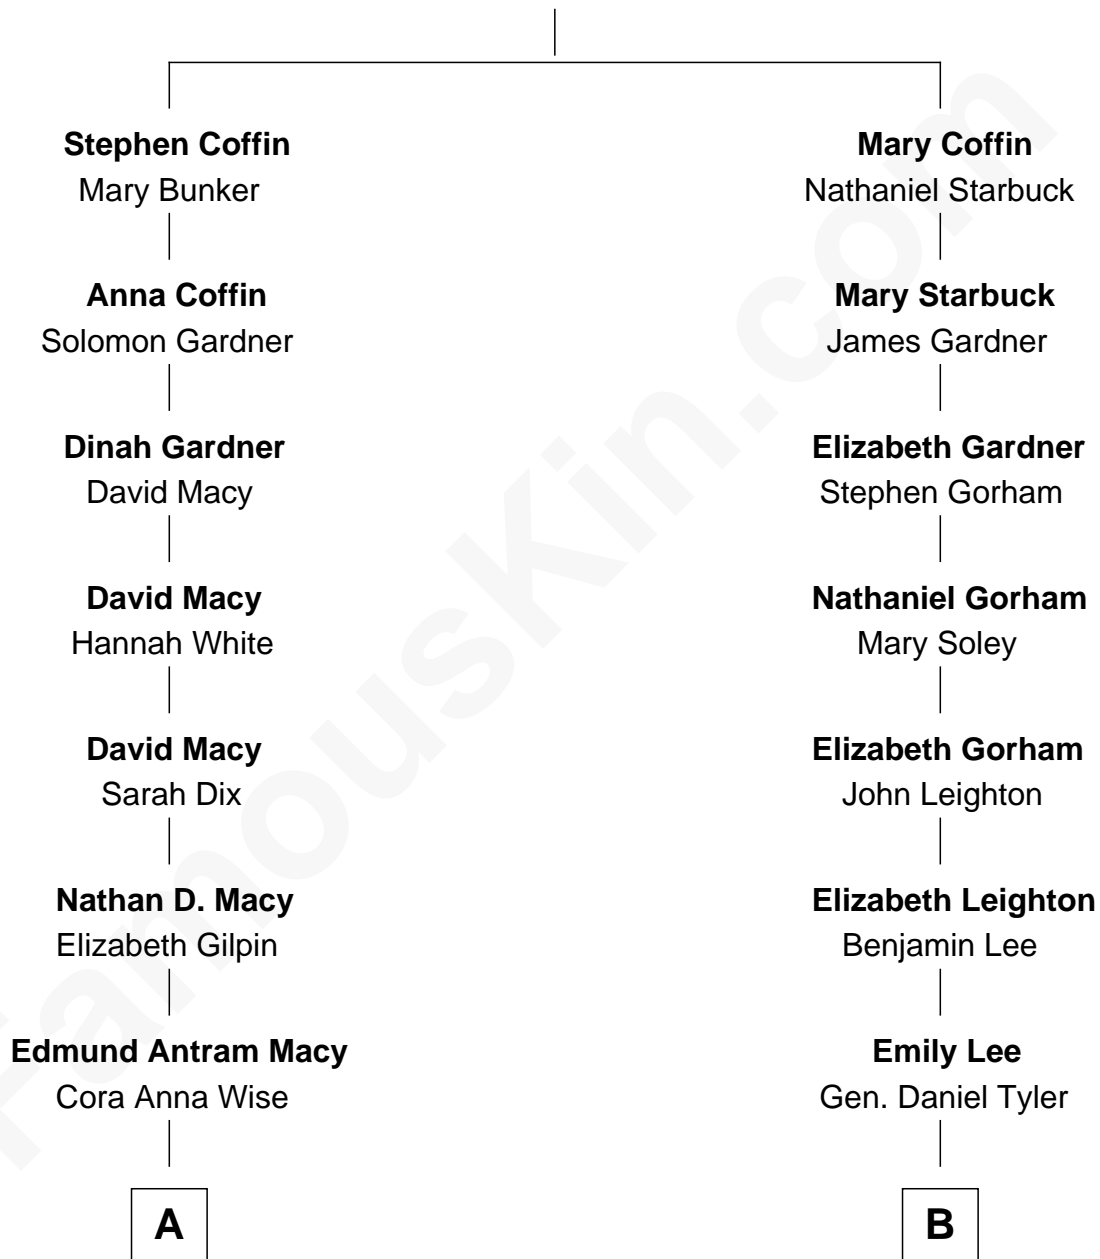 Stephen Coffin
Mary Bunker
Mary Coffin
Nathaniel Starbuck
Anna Coffin
Solomon Gardner
Mary Starbuck
James Gardner
Dinah Gardner
David Macy
Elizabeth Gardner
Stephen Gorham
David Macy
Hannah White
Nathaniel Gorham
Mary Soley
David Macy
Sarah Dix
Elizabeth Gorham
John Leighton
Nathan D. Macy
Elizabeth Gilpin
Elizabeth Leighton
Benjamin Lee
Edmund Antram Macy
Cora Anna Wise
Emily Lee
Gen. Daniel Tyler
A
B
FamousKin.com